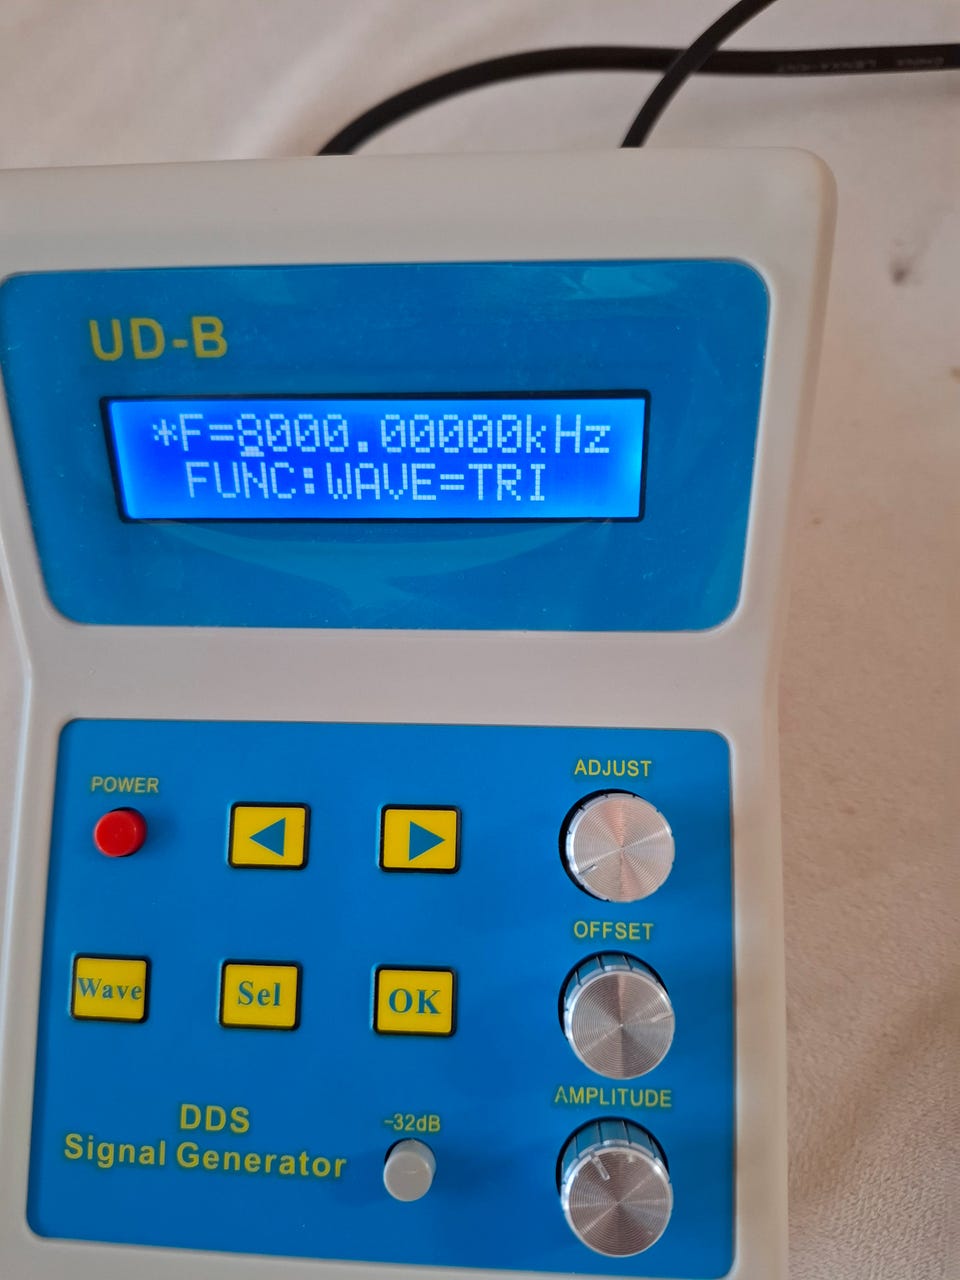 UD-B
*F=8000.00000kHz
FUNC:WAVE=TRI
POWER
ADJUST
OFFSET
Wave
Sel
OK
AMPLITUDE
-32dB
DDS
Signal Generator